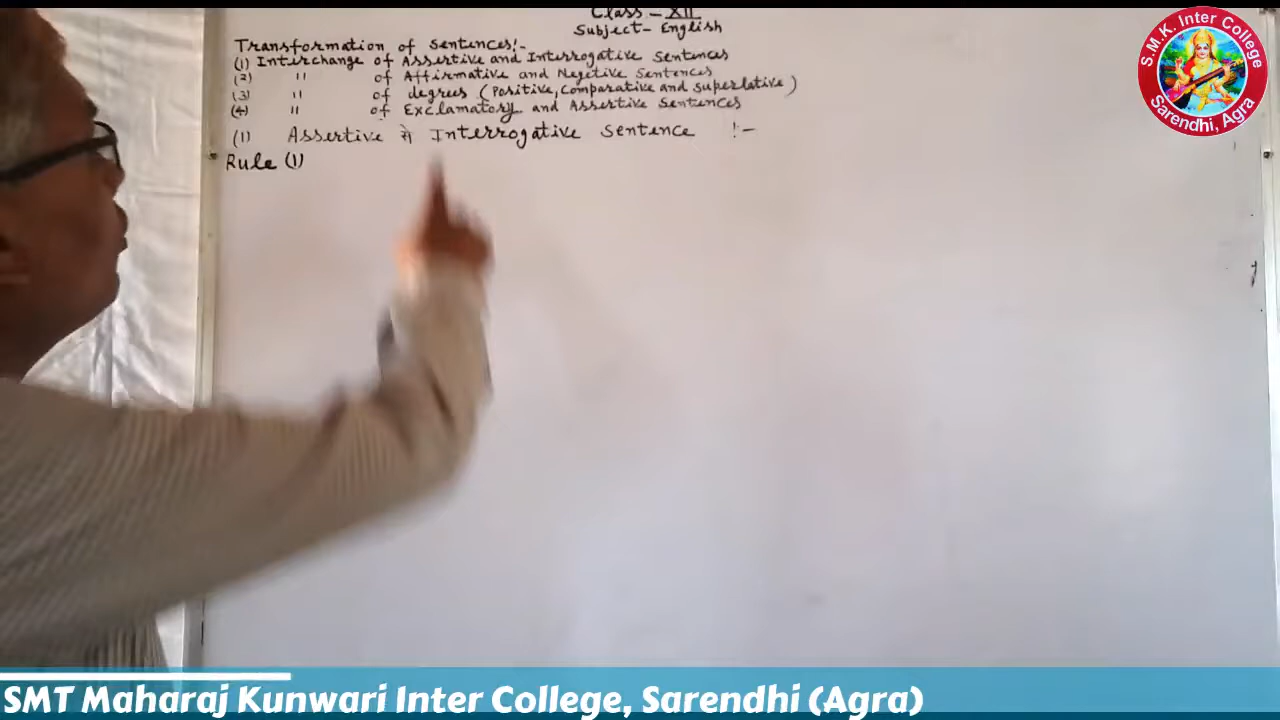 Class - XII
Subject- English
Transformation of Sentences:-
(1) Interchange of Assertive and Interrogative Sentences
(2) " of Affirmative and Negetive Sentences
(3) " of degrees (Positive, Comparative and superlative)
(4) " of Exclamatory and Assertive Sentences
(1) Assertive से Interrogative Sentence :-
Rule (1)
S.M.K. Inter College
Sarendhi, Agra
SMT Maharaj Kunwari Inter College, Sarendhi (Agra)